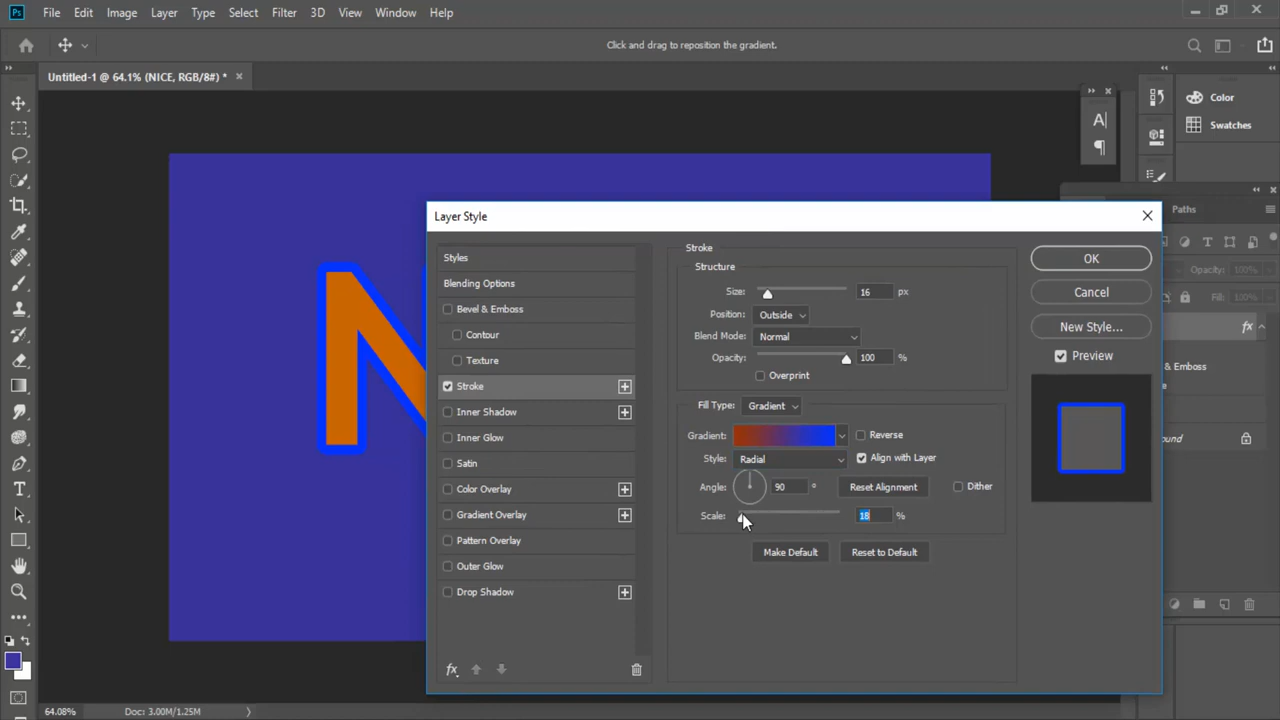 Ps File Edit Image Layer Type Select Filter 3D View Window Help
Click and drag to reposition the gradient.
Untitled-1 @ 64.1% (NICE, RGB/8#) *
Color
Swatches
Paths
Opacity: 100%
Fill: 100%
fx
& Emboss
ound
N
Layer Style
Styles
Blending Options
Bevel & Emboss
Contour
Texture
Stroke
Inner Shadow
Inner Glow
Satin
Color Overlay
Gradient Overlay
Pattern Overlay
Outer Glow
Drop Shadow
fx
Stroke
Structure
Size: 16 px
Position: Outside
Blend Mode: Normal
Opacity: 100 %
Overprint
Fill Type: Gradient
Gradient: Reverse
Style: Radial Align with Layer
Angle: 90 ° Reset Alignment Dither
Scale: 18 %
Make Default Reset to Default
OK
Cancel
New Style...
Preview
64.08% Doc: 3.00M/1.25M